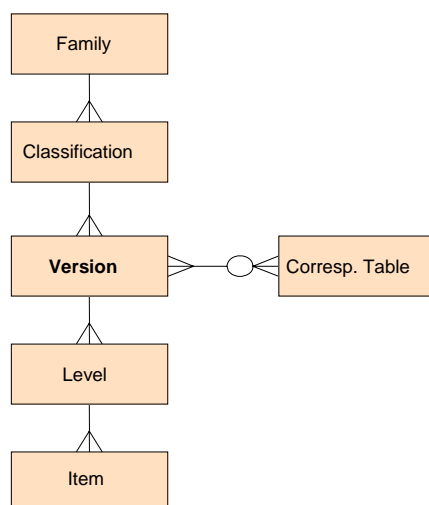 Family
Classification
Version
Corresp. Table
Level
Item